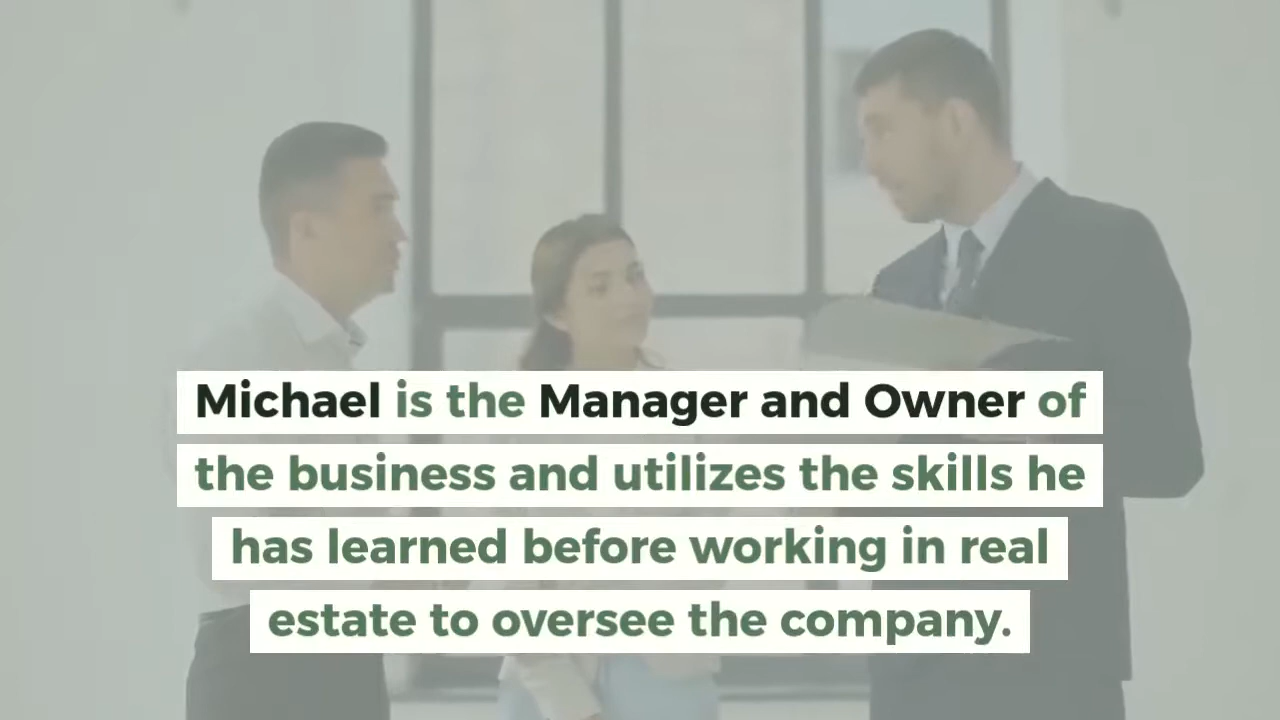 Michael is the Manager and Owner of
the business and utilizes the skills he
has learned before working in real
estate to oversee the company.